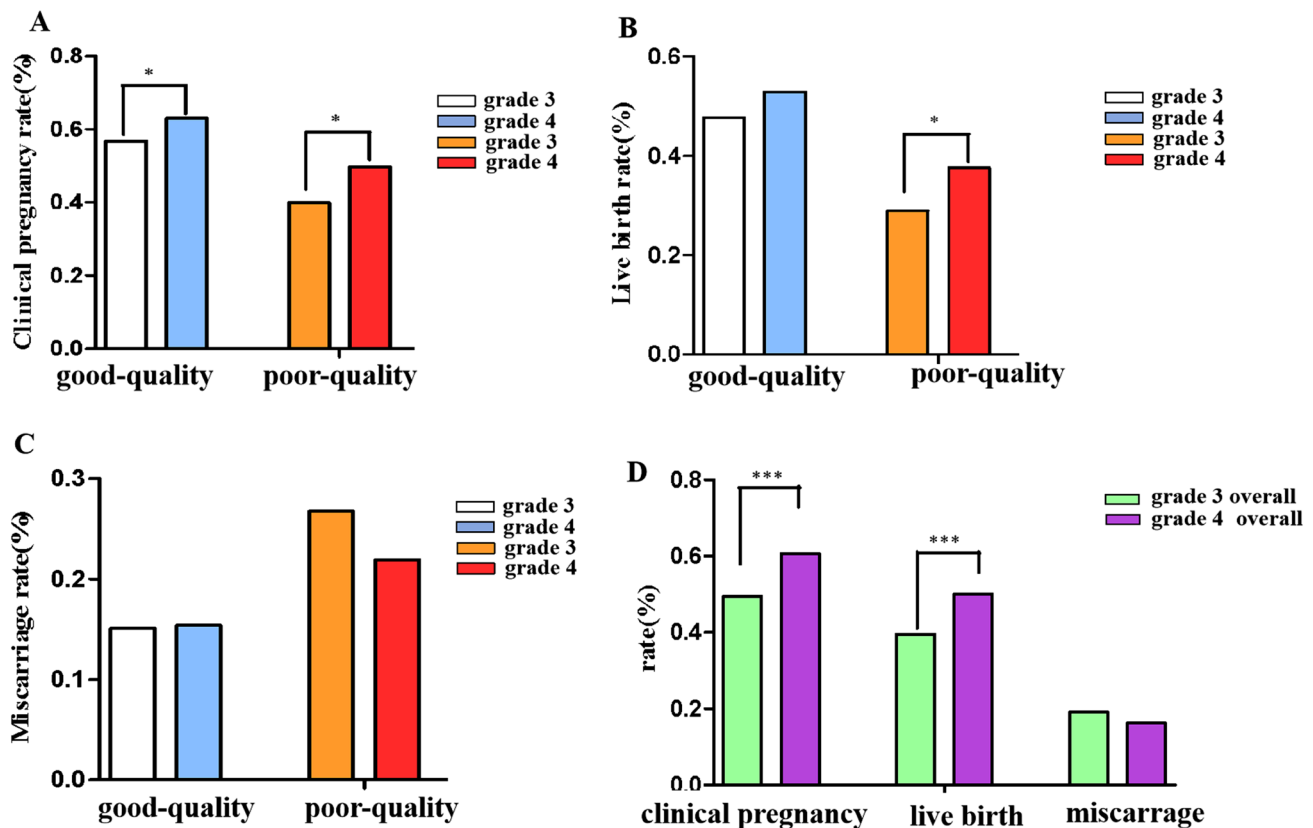 A
Clinical pregnancy rate(%)
0.8
0.6
0.4
0.2
0.0
*
*
good-quality
poor-quality
grade 3
grade 4
grade 3
grade 4
B
Live birth rate(%)
0.6
0.4
0.2
0.0
*
good-quality
poor-quality
grade 3
grade 4
grade 3
grade 4
C
Miscarriage rate(%)
0.3
0.2
0.1
0.0
good-quality
poor-quality
grade 3
grade 4
grade 3
grade 4
D
rate(%)
0.8
0.6
0.4
0.2
0.0
***
***
clinical pregnancy
live birth
miscarrage
grade 3 overall
grade 4 overall